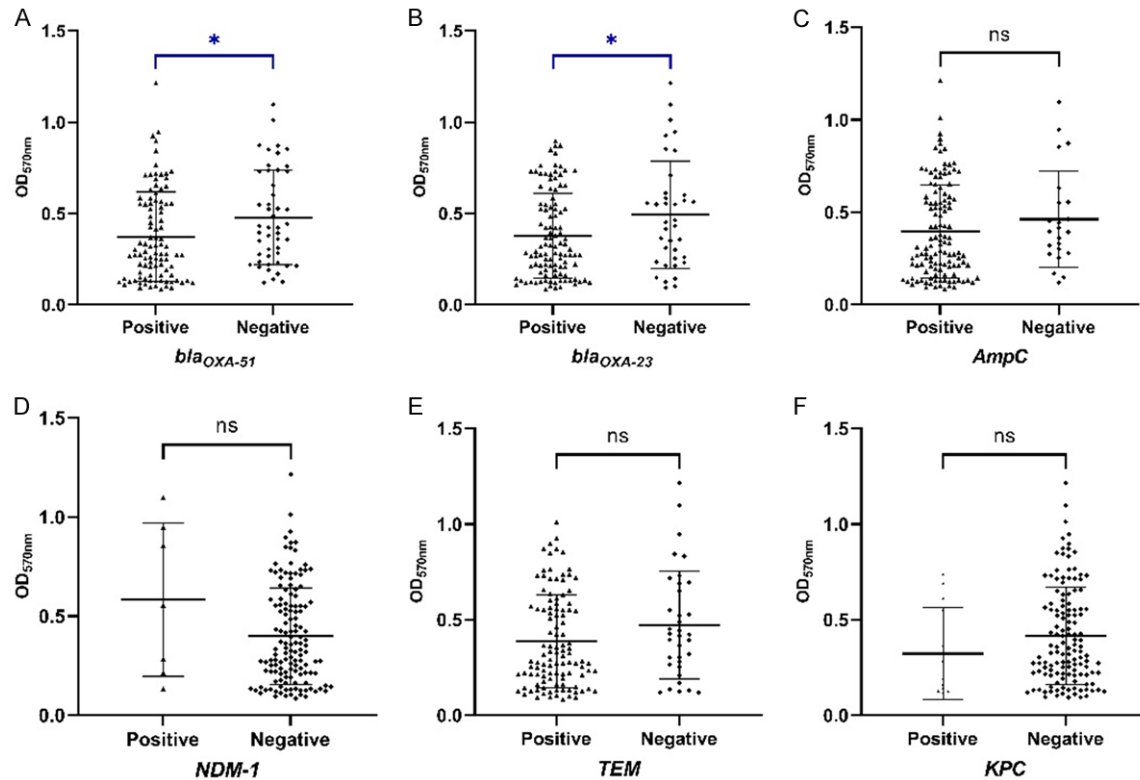 A
B
C
1.5
1.0
0.5
0.0
OD570nm
*
Positive
Negative
blaOXA-51
1.5
1.0
0.5
0.0
OD570nm
*
Positive
Negative
blaOXA-23
1.5
1.0
0.5
0.0
OD570nm
ns
Positive
Negative
AmpC
D
E
F
1.5
1.0
0.5
0.0
OD570nm
ns
Positive
Negative
NDM-1
1.5
1.0
0.5
0.0
OD570nm
ns
Positive
Negative
TEM
1.5
1.0
0.5
0.0
OD570nm
ns
Positive
Negative
KPC